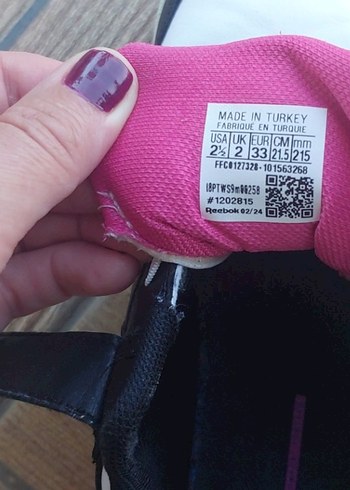 MADE IN TURKEY
FABRIQUÉ EN TURQUIE
USA UK EUR CM mm
2½ 2 33 21.5 215
FFC0127328-101563268
#1202815
Reebok 02/24